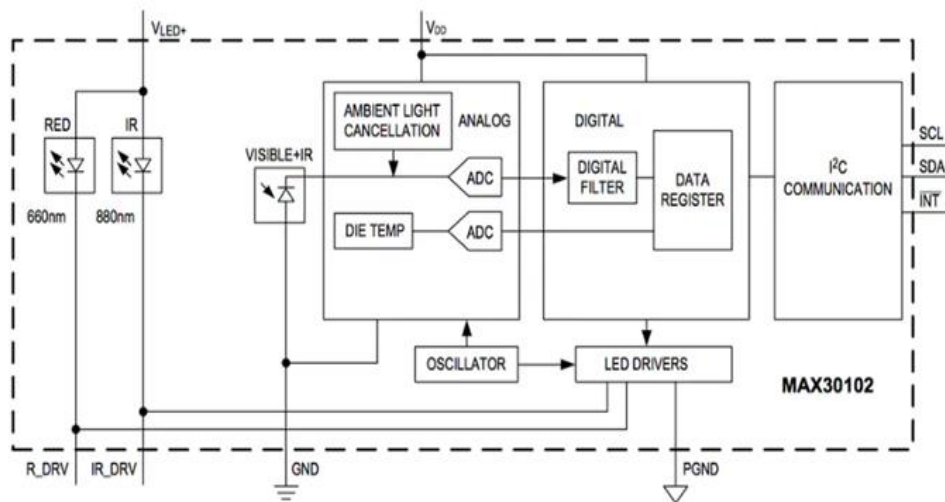 VLED+
VDD
RED
IR
660nm
880nm
VISIBLE+IR
AMBIENT LIGHT
CANCELLATION
ANALOG
ADC
DIE TEMP
ADC
DIGITAL
DIGITAL
FILTER
DATA
REGISTER
I²C
COMMUNICATION
SCL
SDA
INT
OSCILLATOR
LED DRIVERS
MAX30102
R_DRV
IR_DRV
GND
PGND